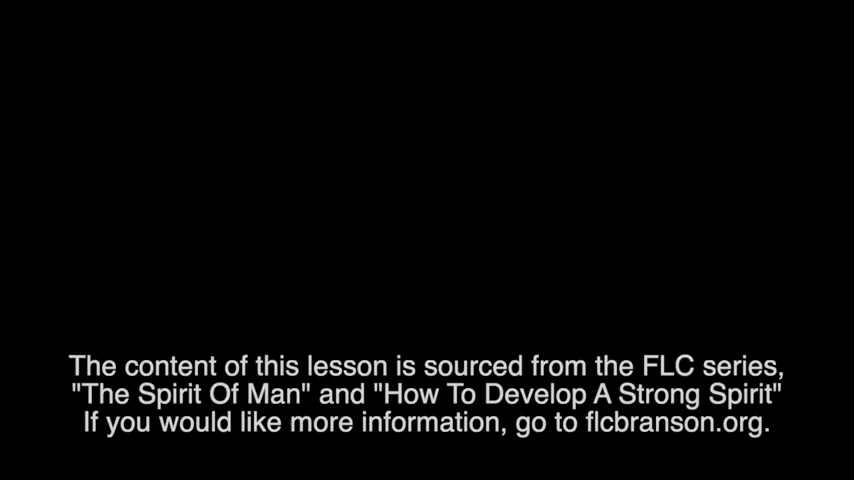 The content of this lesson is sourced from the FLC series,
"The Spirit Of Man" and "How To Develop A Strong Spirit"
If you would like more information, go to flcbranson.org.